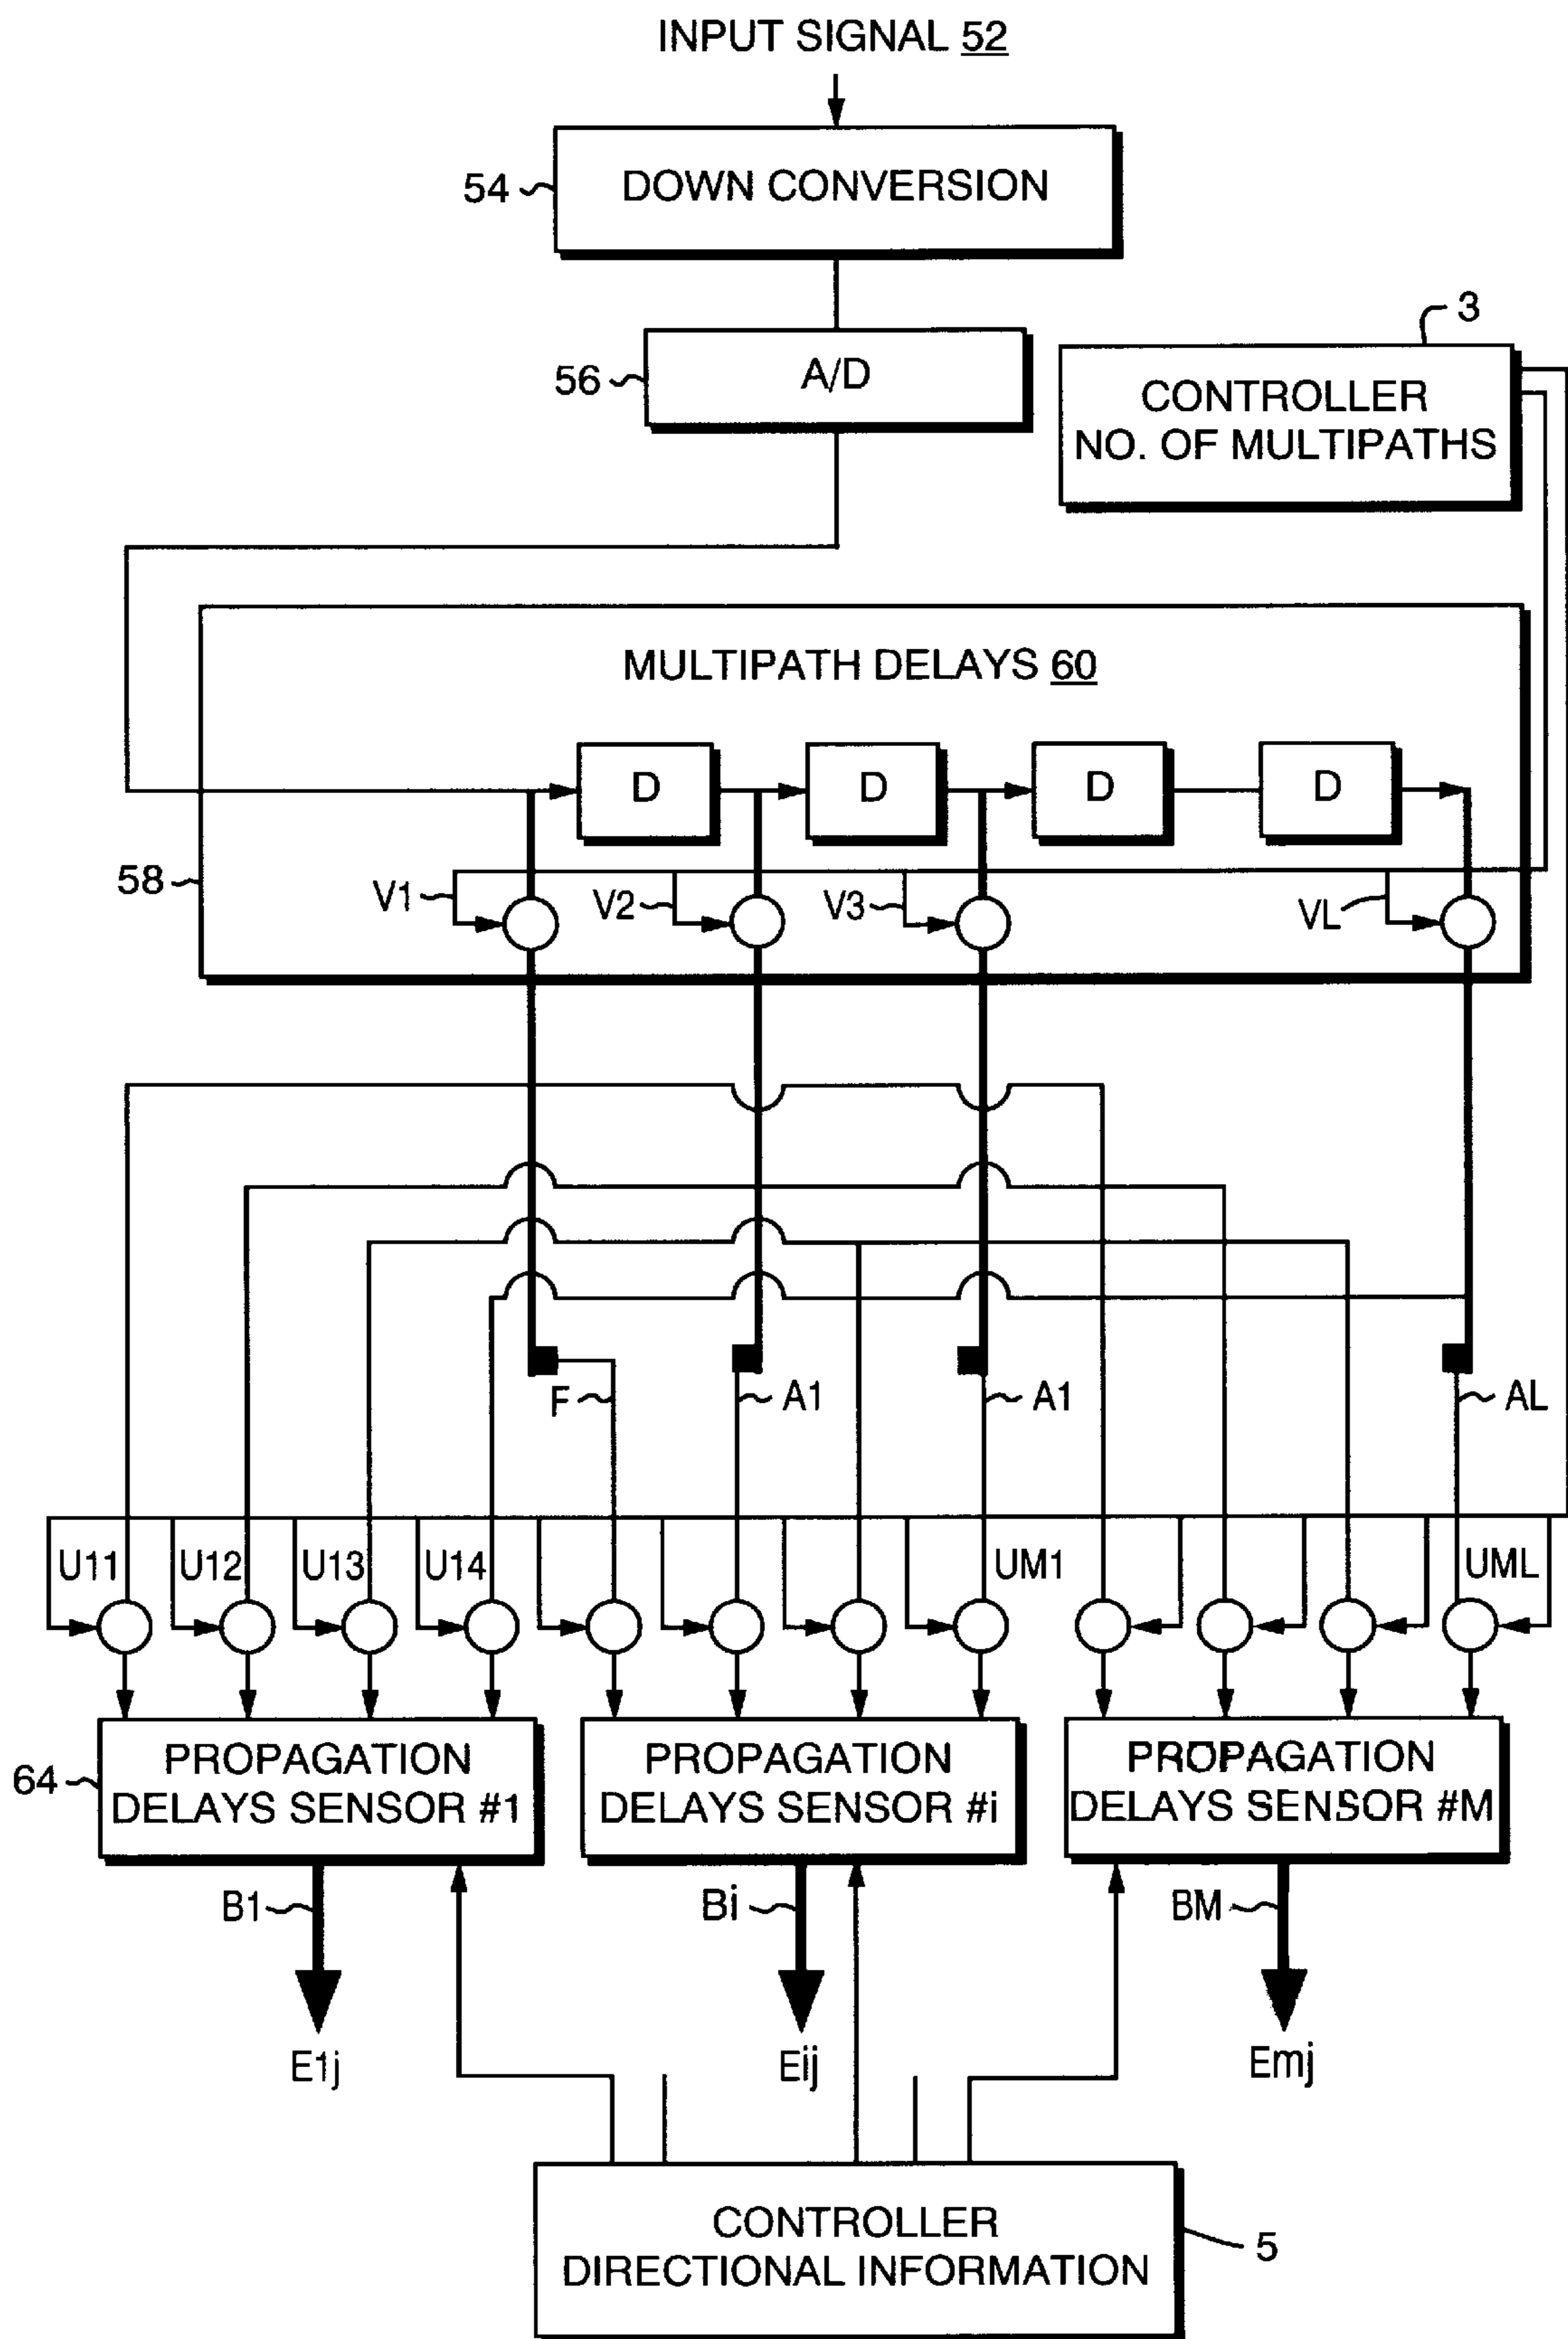 INPUT SIGNAL 52
54
DOWN CONVERSION
3
56
A/D
CONTROLLER
NO. OF MULTIPATHS
MULTIPATH DELAYS 60
D
D
D
D
58
V1
V2
V3
VL
F
A1
A1
AL
U11
U12
U13
U14
UM1
UML
64
PROPAGATION
DELAYS SENSOR #1
PROPAGATION
DELAYS SENSOR #i
PROPAGATION
DELAYS SENSOR #M
B1
Bi
BM
E1j
Eij
Emj
CONTROLLER
DIRECTIONAL INFORMATION
5